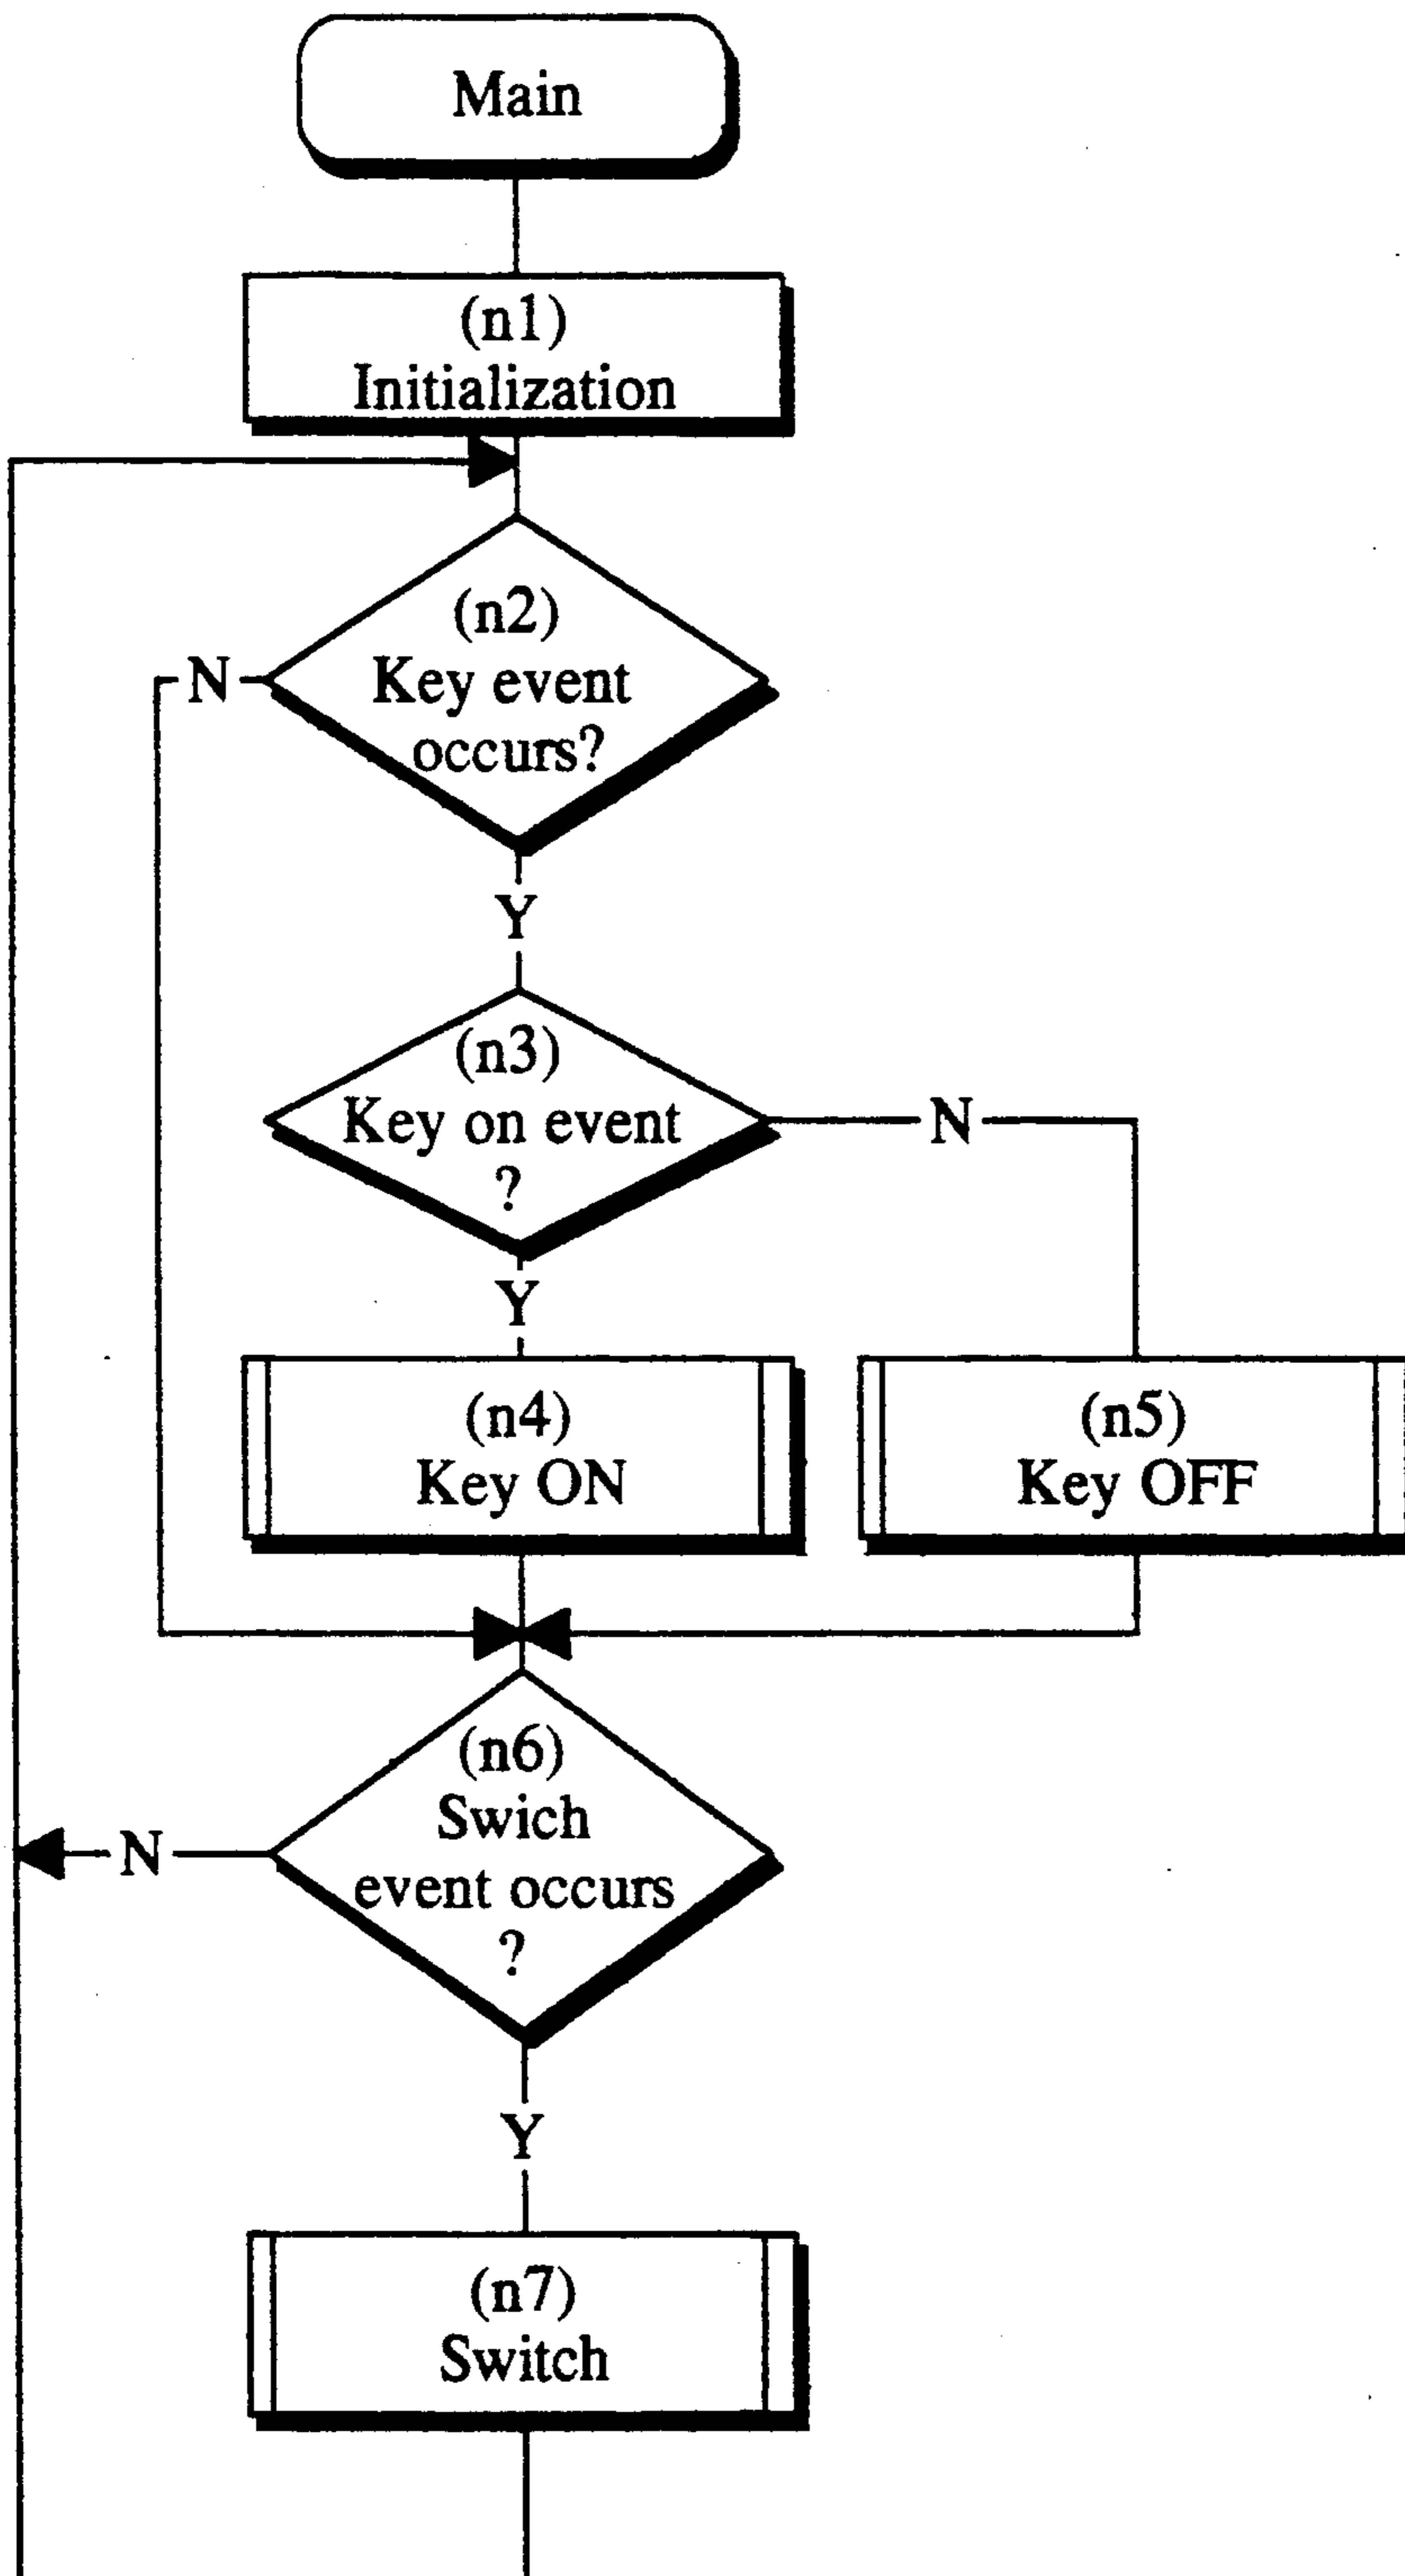 Main
(n1)
Initialization
(n2)
Key event
occurs?
N
Y
(n3)
Key on event
?
N
Y
(n4)
Key ON
(n5)
Key OFF
(n6)
Swich
event occurs
?
N
Y
(n7)
Switch